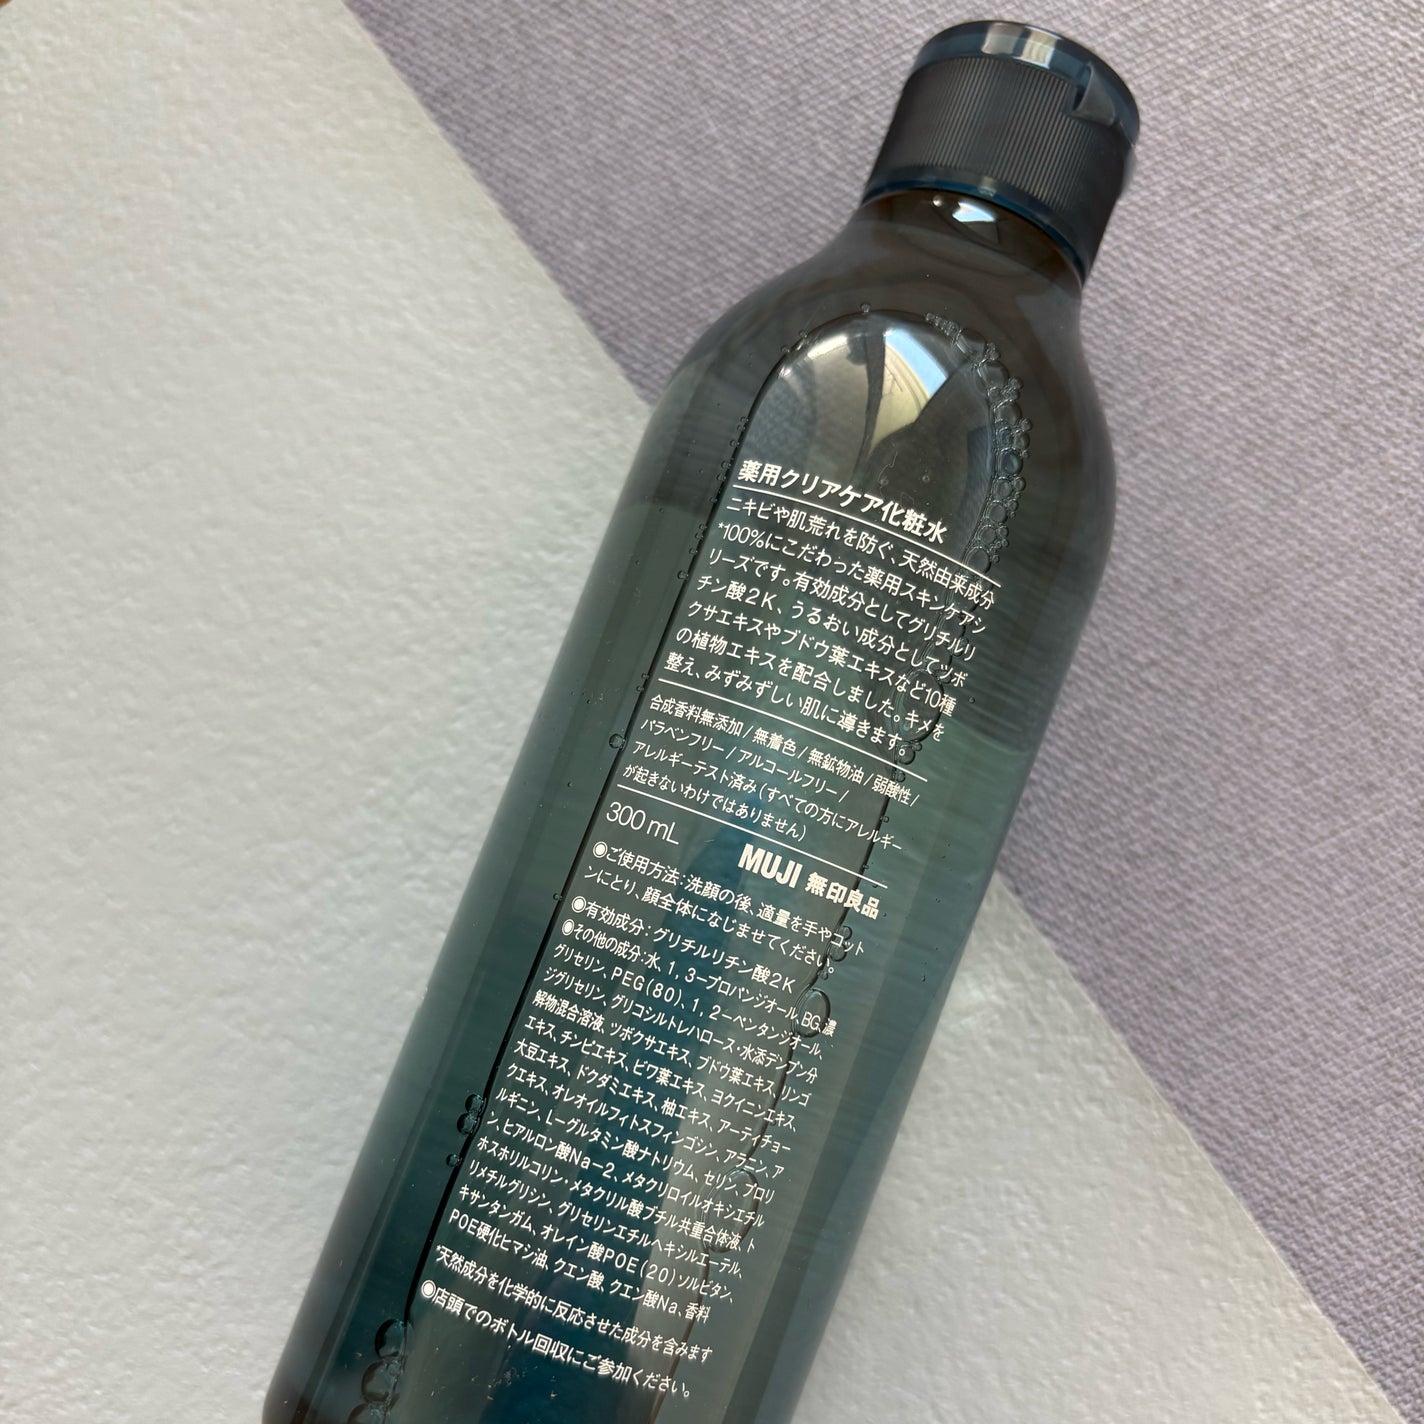 薬用クリアケア化粧水
ニキビや肌荒れを防ぐ、天然由来成分
*100%にこだわった薬用スキンケアシ
リーズです。有効成分としてグリチルリ
チン酸2K、うるおい成分としてツボ
クサエキスやブドウ葉エキスなど10種
の植物エキスを配合しました。キメを
整え、みずみずしい肌に導きます。
合成香料無添加/無着色/無鉱物油/弱酸性/
パラベンフリー/アルコールフリー/
アレルギーテスト済み(すべての方にアレルギー
が起きないわけではありません)
300 mL
MUJI 無印良品
◉ご使用方法:洗顔の後、適量を手やコット
ンにとり、顔全体になじませてください。
◉有効成分:グリチルリチン酸2K
◉その他の成分:水、1,3-プロパンジオール、BG、濃
グリセリン、PEG(80)、1,2-ペンタンジオール、
ジグリセリン、グリコシルトレハロース・水添デンプン分
解物混合溶液、ツボクサエキス、ブドウ葉エキス、リンゴ
エキス、チンピエキス、ビワ葉エキス、ヨクイニンエキス、
大豆エキス、ドクダミエキス、柚エキス、アーティチョー
クエキス、オレオイルフィトスフィンゴシン、アラニン、ア
ルギニン、L-グルタミン酸ナトリウム、セリン、プロリ
ン、ヒアルロン酸Na-2、メタクリロイルオキシエチル
ホスホリルコリン・メタクリル酸ブチル共重合体液、ト
リメチルグリシン、グリセリンエチルヘキシルエーテル、
キサンタンガム、オレイン酸POE(20)ソルビタン、
POE硬化ヒマシ油、クエン酸、クエン酸Na、香料
*天然成分を化学的に反応させた成分を含みます
◉店頭でのボトル回収にご参加ください。